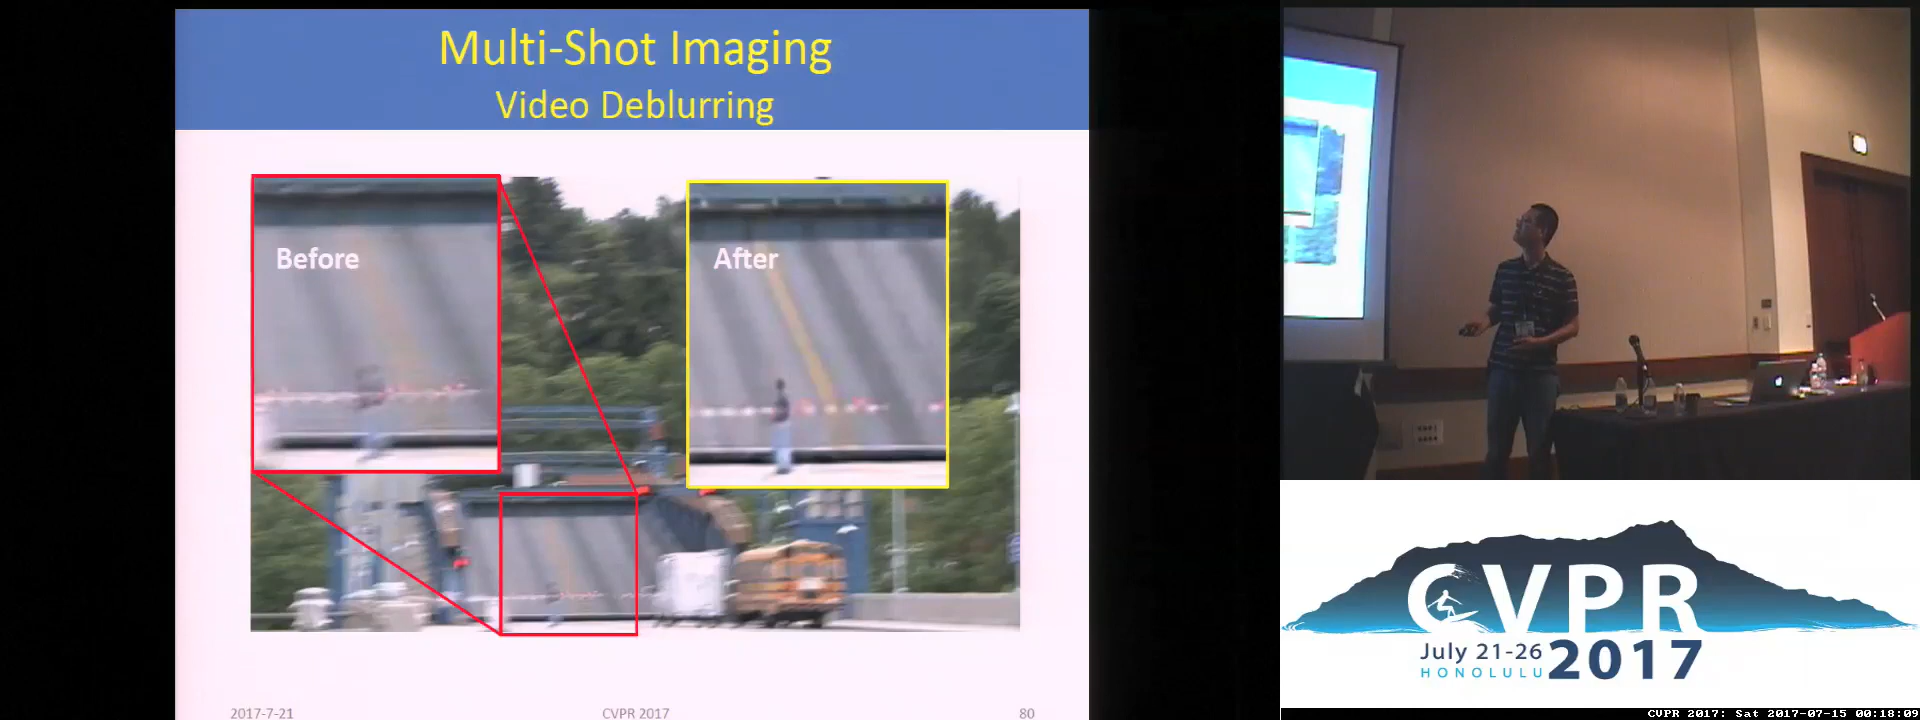 Multi-Shot Imaging
Video Deblurring
Before
After
2017-7-21
CVPR 2017
80
CVPR
July 21-26
HONOLULU
2017
CVPR 2017: Sat 2017-07-15 00:18:09